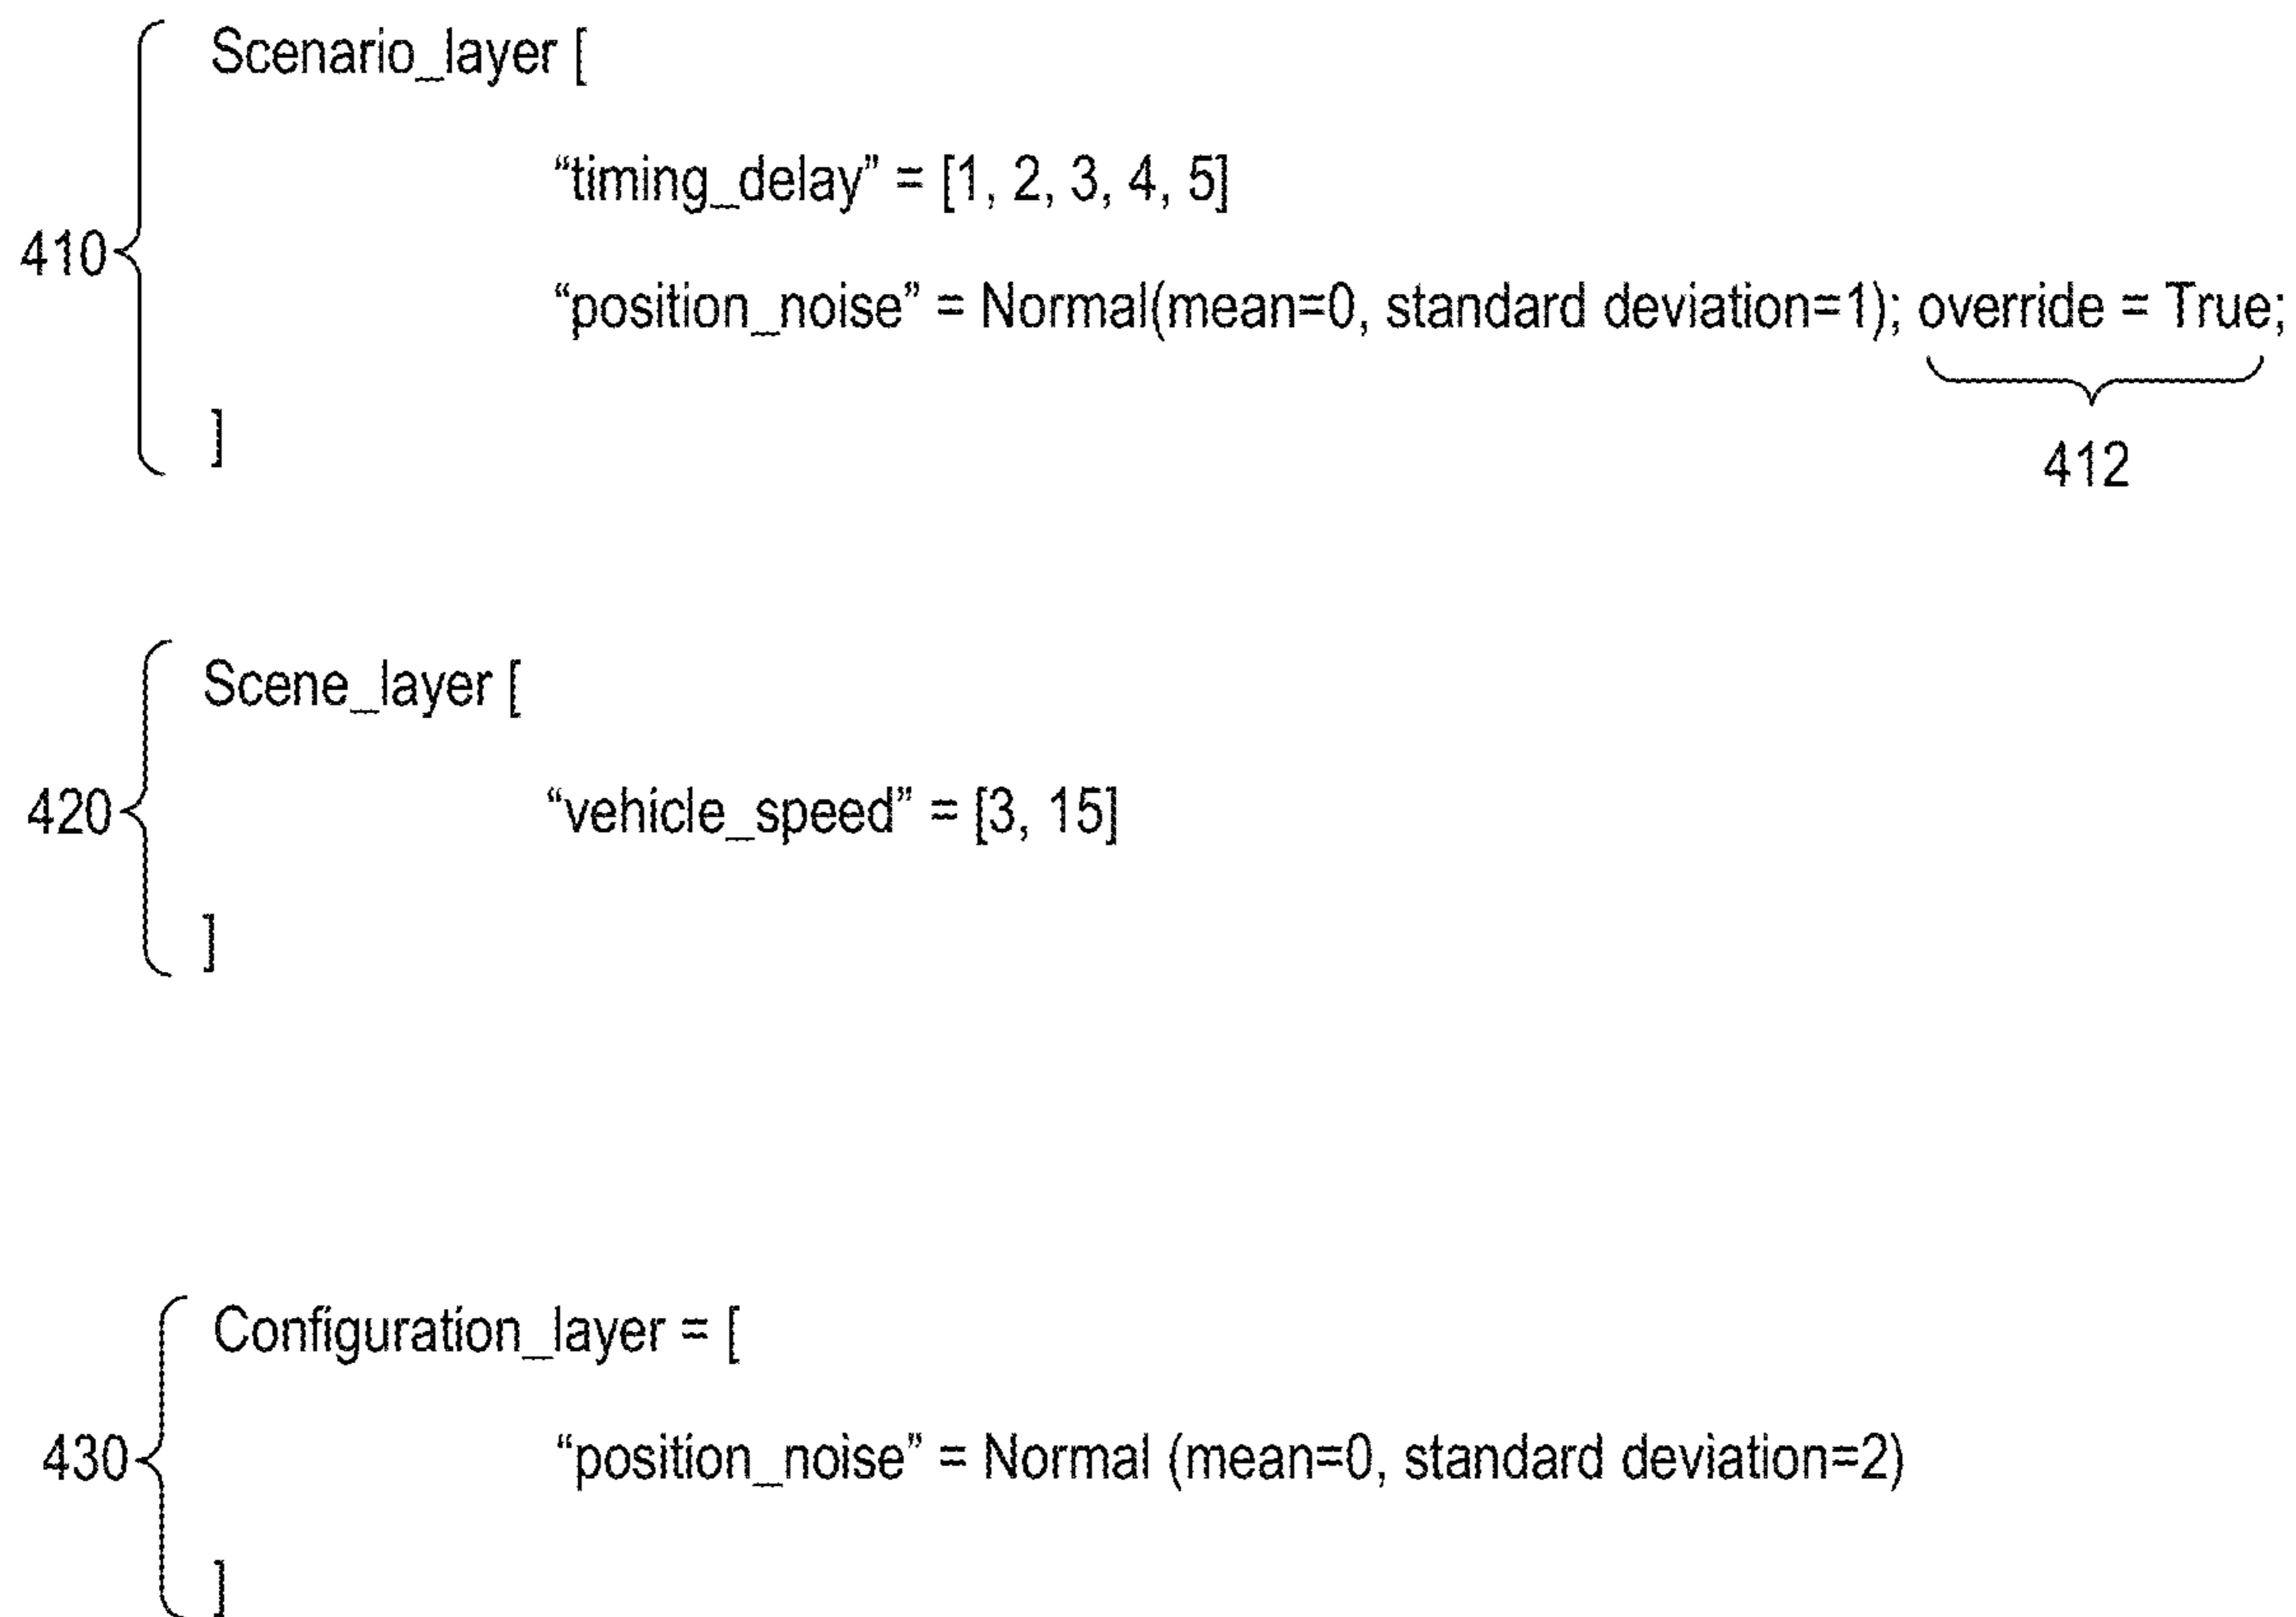 Scenario_layer [
“timing_delay” = [1, 2, 3, 4, 5]
410
“position_noise” = Normal(mean=0, standard deviation=1); override = True;
]
412
Scene_layer [
420
“vehicle_speed” = [3, 15]
]
Configuration_layer = [
430
“position_noise” = Normal (mean=0, standard deviation=2)
]